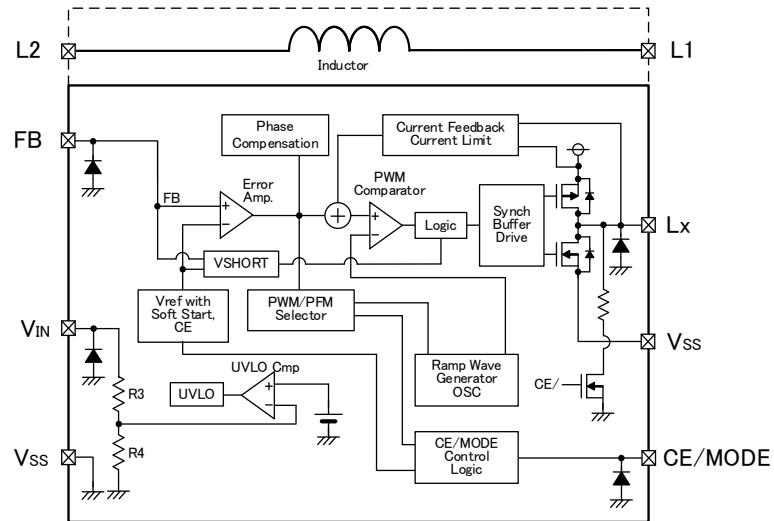 L2
L1
Inductor
FB
Phase
Compensation
Current Feedback
Current Limit
Error
Amp.
PWM
Comparator
FB
Logic
Synch
Buffer
Drive
Lx
VSHORT
Vref with
Soft Start,
CE
PWM/PFM
Selector
VIN
VSS
R3
UVLO Cmp
UVLO
Ramp Wave
Generator
OSC
CE/
R4
VSS
CE/MODE
Control
Logic
CE/MODE